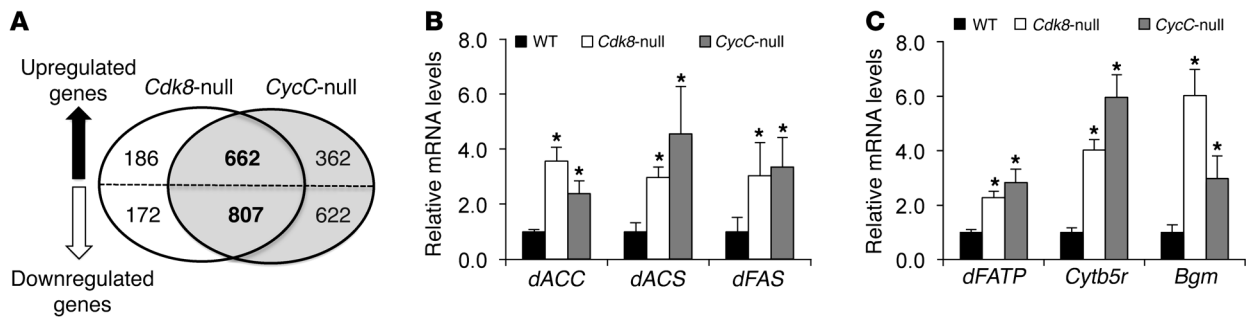 A
Upregulated
genes
Cdk8-null
CycC-null
186
662
362
172
807
622
Downregulated
genes
B
WT
Cdk8-null
CycC-null
Relative mRNA levels
8.0
6.0
4.0
2.0
0.0
* * * * * *
dACC
dACS
dFAS
C
WT
Cdk8-null
CycC-null
Relative mRNA levels
8.0
6.0
4.0
2.0
0.0
* * * * * *
dFATP
Cytb5r
Bgm